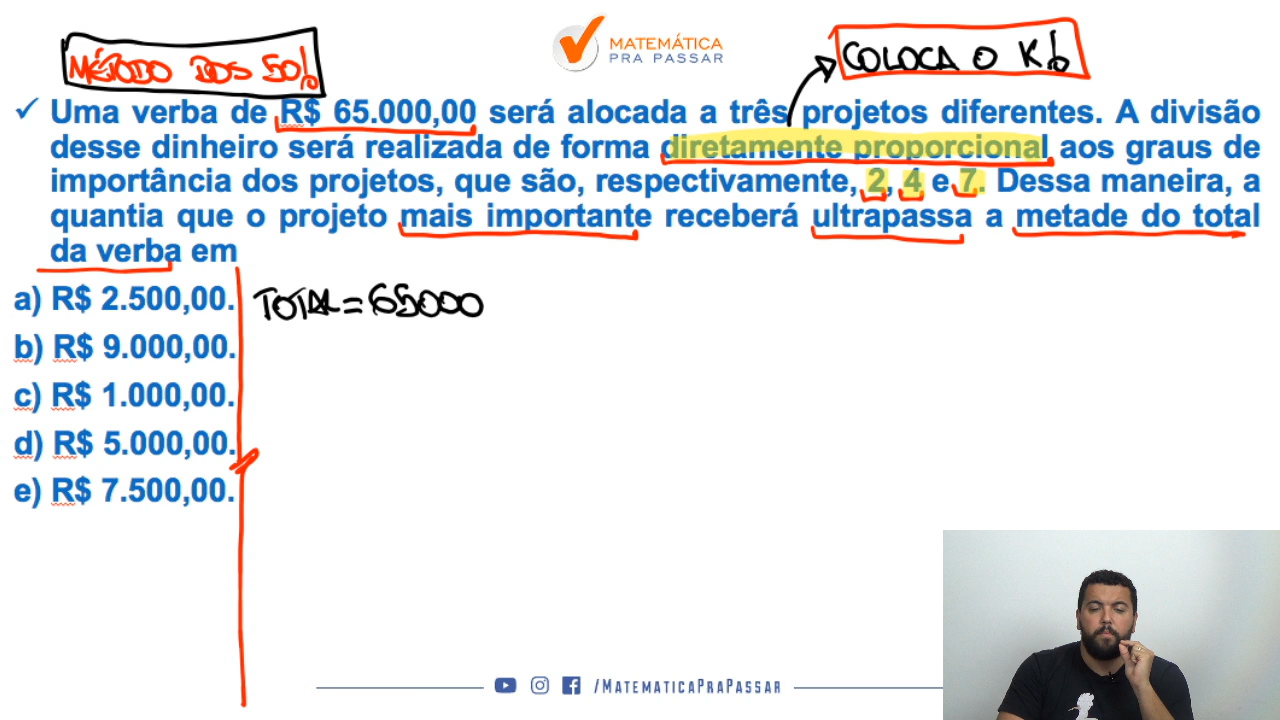 MÉTODO DOS 50!
MATEMÁTICA
PRA PASSAR
COLOCA O K!
✓ Uma verba de R$ 65.000,00 será alocada a três projetos diferentes. A divisão
desse dinheiro será realizada de forma diretamente proporcional aos graus de
importância dos projetos, que são, respectivamente, 2, 4 e 7. Dessa maneira, a
quantia que o projeto mais importante receberá ultrapassa a metade do total
da verba em
a) R$ 2.500,00.
TOTAL = 65000
b) R$ 9.000,00.
c) R$ 1.000,00.
d) R$ 5.000,00.
e) R$ 7.500,00.
/MATEMATICAPRAPASSAR